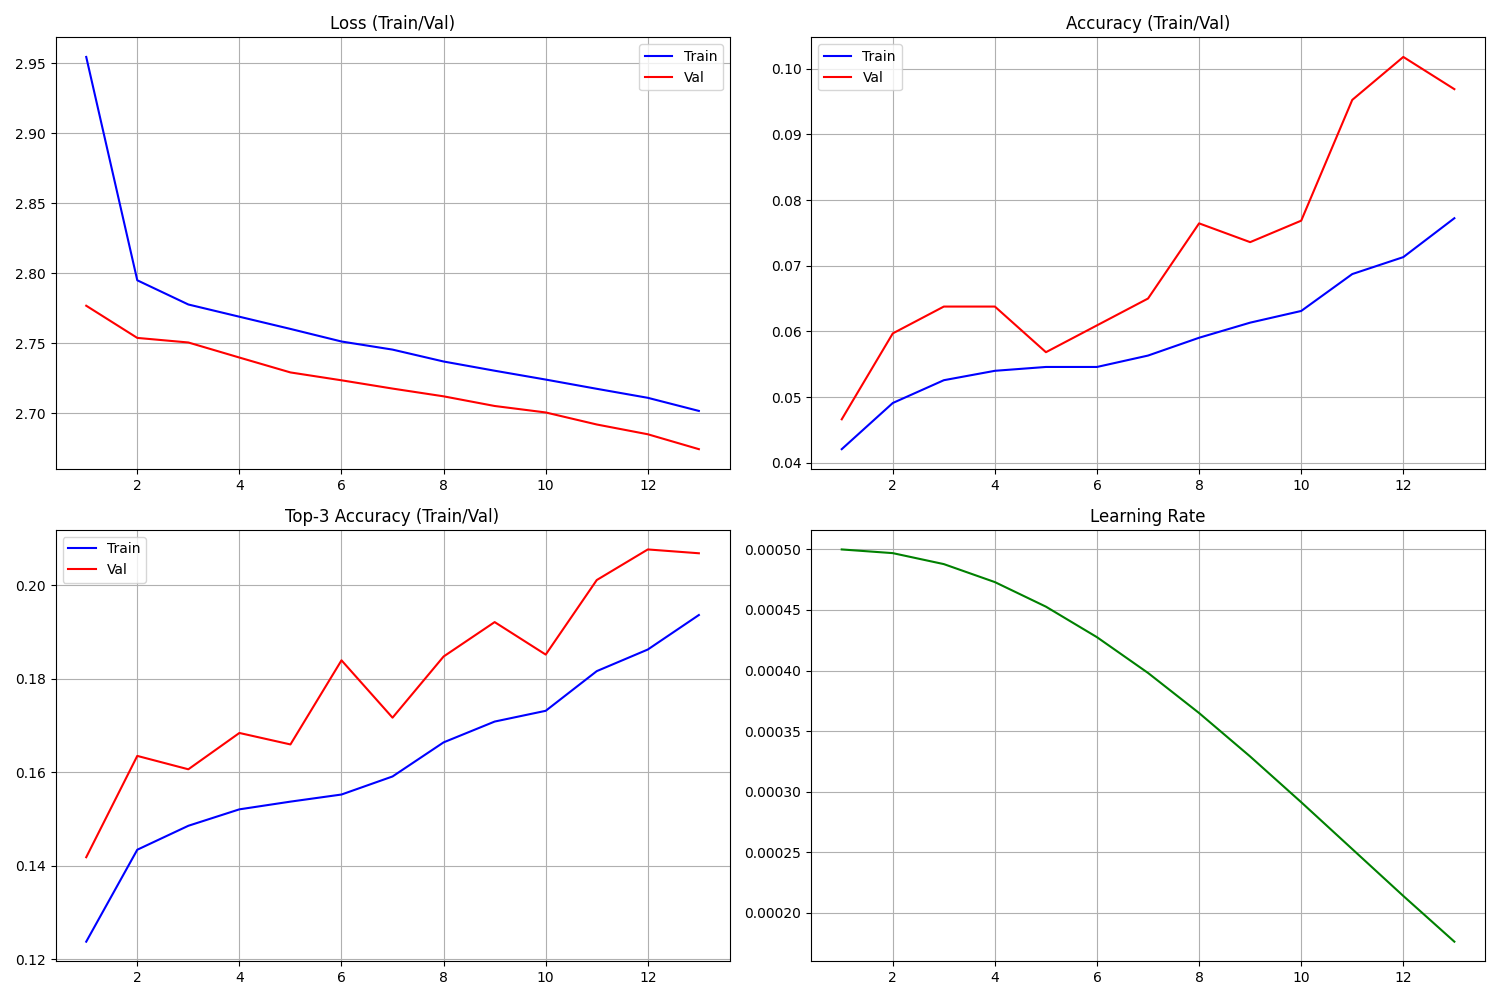 Loss (Train/Val)
Train
Val
2.95
2.90
2.85
2.80
2.75
2.70
2 4 6 8 10 12
Accuracy (Train/Val)
Train
Val
0.10
0.09
0.08
0.07
0.06
0.05
0.04
2 4 6 8 10 12
Top-3 Accuracy (Train/Val)
Train
Val
0.20
0.18
0.16
0.14
0.12
2 4 6 8 10 12
Learning Rate
0.00050
0.00045
0.00040
0.00035
0.00030
0.00025
0.00020
2 4 6 8 10 12